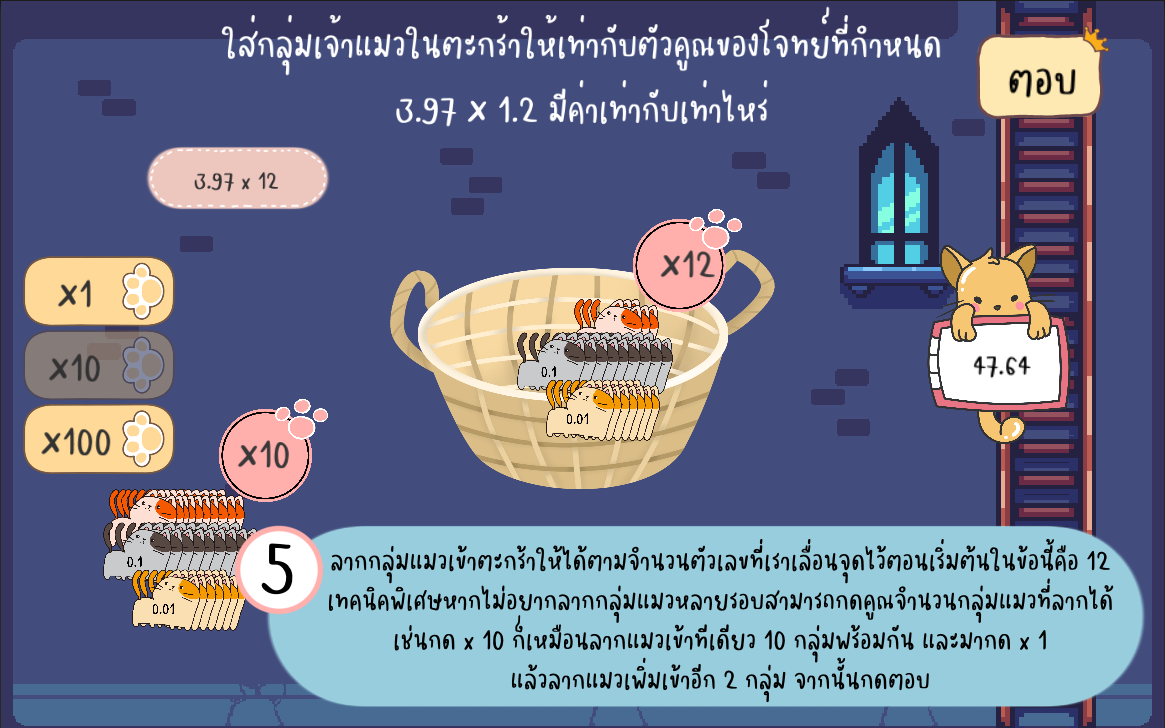 ใส่กลุ่มเจ้าแมวในตะกร้าให้เท่ากับตัวคูณของโจทย์ที่กำหนด
3.97 x 1.2 มีค่าเท่ากับเท่าไหร่
ตอบ
3.97 x 12
x1
x10
x100
x10
0.1
0.01
x12
0.1
0.01
47.64
5
ลากกลุ่มแมวเข้าตะกร้าให้ได้ตามจำนวนตัวเลขที่เราเลื่อนจุดไว้ตอนเริ่มต้นในข้อนี้คือ 12
เทคนิคพิเศษหากไม่อยากลากกลุ่มแมวหลายรอบสามารถกดคูณจำนวนกลุ่มแมวที่ลากได้
เช่นกด x 10 ก็เหมือนลากแมวเข้าทีเดียว 10 กลุ่มพร้อมกัน และมากด x 1
แล้วลากแมวเพิ่มเข้าอีก 2 กลุ่ม จากนั้นกดตอบ